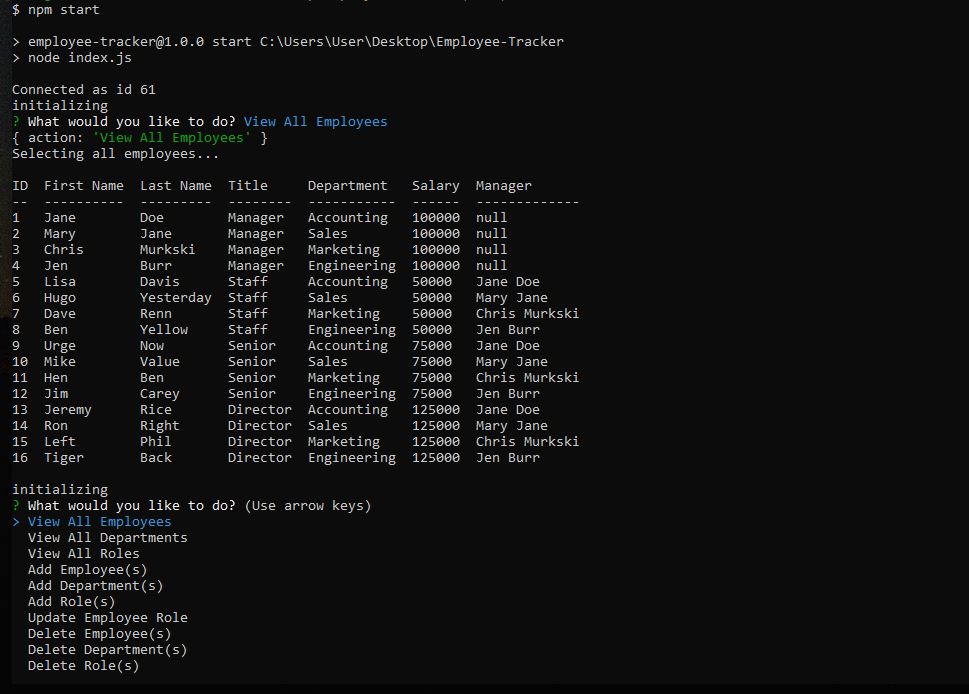 $ npm start
> employee-tracker@1.0.0 start C:\Users\User\Desktop\Employee-Tracker
> node index.js
Connected as id 61
initializing
? What would you like to do? View All Employees
{ action: 'View All Employees' }
Selecting all employees...
ID  First Name  Last Name  Title     Department   Salary  Manager
--  ----------  ---------  --------  -----------  ------  -------------
1   Jane        Doe        Manager   Accounting   100000  null
2   Mary        Jane       Manager   Sales        100000  null
3   Chris       Murkski    Manager   Marketing    100000  null
4   Jen         Burr       Manager   Engineering  100000  null
5   Lisa        Davis      Staff     Accounting   50000   Jane Doe
6   Hugo        Yesterday  Staff     Sales        50000   Mary Jane
7   Dave        Renn       Staff     Marketing    50000   Chris Murkski
8   Ben         Yellow     Staff     Engineering  50000   Jen Burr
9   Urge        Now        Senior    Accounting   75000   Jane Doe
10  Mike        Value      Senior    Sales        75000   Mary Jane
11  Hen         Ben        Senior    Marketing    75000   Chris Murkski
12  Jim         Carey      Senior    Engineering  75000   Jen Burr
13  Jeremy      Rice       Director  Accounting   125000  Jane Doe
14  Ron         Right      Director  Sales        125000  Mary Jane
15  Left        Phil       Director  Marketing    125000  Chris Murkski
16  Tiger       Back       Director  Engineering  125000  Jen Burr
initializing
? What would you like to do? (Use arrow keys)
> View All Employees
View All Departments
View All Roles
Add Employee(s)
Add Department(s)
Add Role(s)
Update Employee Role
Delete Employee(s)
Delete Department(s)
Delete Role(s)